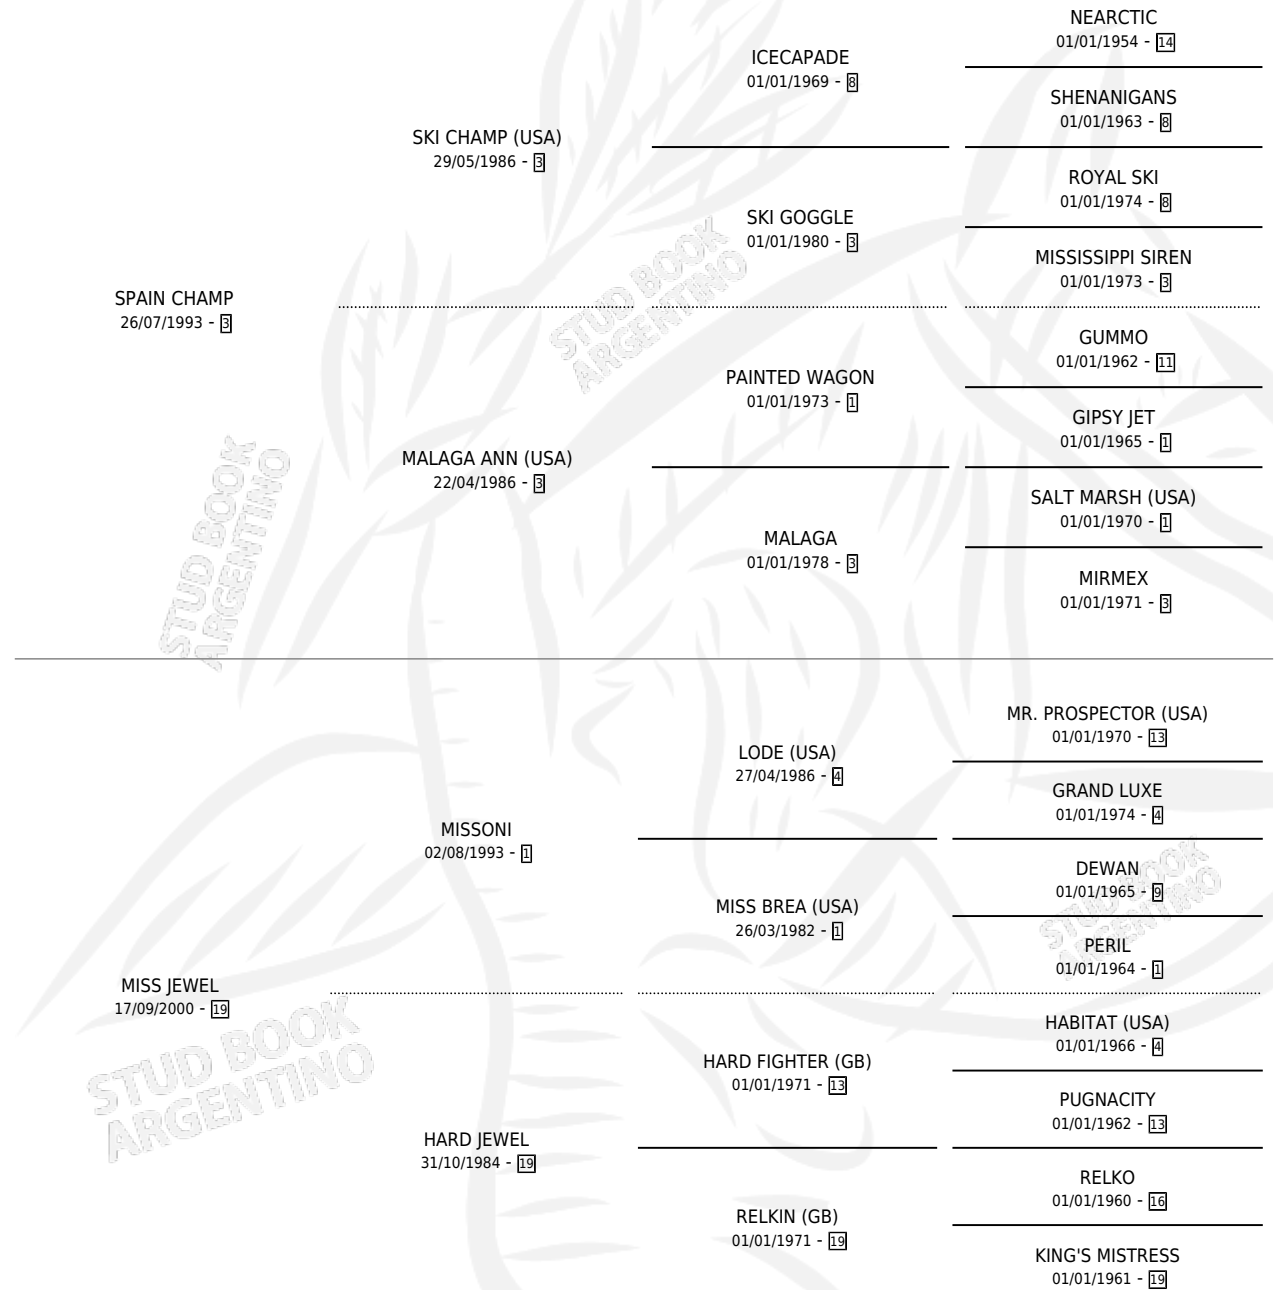 NEARCTIC
01/01/1954 - 14
ICECAPADE
01/01/1969 - 8
SHENANIGANS
01/01/1963 - 8
SKI CHAMP (USA)
29/05/1986 - 3
ROYAL SKI
01/01/1974 - 8
SKI GOGGLE
01/01/1980 - 3
MISSISSIPPI SIREN
01/01/1973 - 3
SPAIN CHAMP
26/07/1993 - 3
STUD BOOK
ARGENTINO
GUMMO
01/01/1962 - 11
PAINTED WAGON
01/01/1973 - 1
GIPSY JET
01/01/1965 - 1
MALAGA ANN (USA)
22/04/1986 - 3
SALT MARSH (USA)
01/01/1970 - 1
MALAGA
01/01/1978 - 3
MIRMEX
01/01/1971 - 3
STUD BOOK
ARGENTINO
MR. PROSPECTOR (USA)
01/01/1970 - 13
LODE (USA)
27/04/1986 - 4
GRAND LUXE
01/01/1974 - 4
MISSONI
02/08/1993 - 1
DEWAN
01/01/1965 - 9
MISS BREA (USA)
26/03/1982 - 1
PERIL
01/01/1964 - 1
STUD BOOK
ARGENTINO
MISS JEWEL
17/09/2000 - 19
HABITAT (USA)
01/01/1966 - 4
HARD FIGHTER (GB)
01/01/1971 - 13
PUGNACITY
01/01/1962 - 13
STUD BOOK
ARGENTINO
HARD JEWEL
31/10/1984 - 19
RELKO
01/01/1960 - 16
RELKIN (GB)
01/01/1971 - 19
KING'S MISTRESS
01/01/1961 - 19